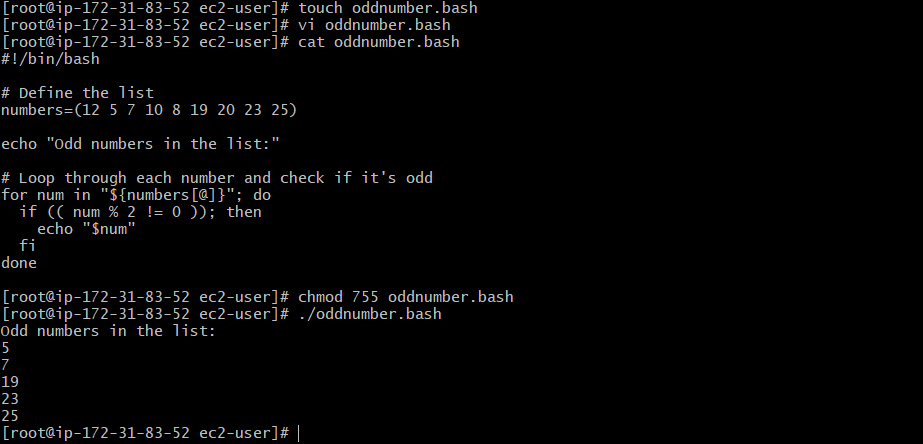 [root@ip-172-31-83-52 ec2-user]# touch oddnumber.bash
[root@ip-172-31-83-52 ec2-user]# vi oddnumber.bash
[root@ip-172-31-83-52 ec2-user]# cat oddnumber.bash
#!/bin/bash

# Define the list
numbers=(12 5 7 10 8 19 20 23 25)

echo "Odd numbers in the list:"

# Loop through each number and check if it's odd
for num in "${numbers[@]}"; do
  if (( num % 2 != 0 )); then
    echo "$num"
  fi
done

[root@ip-172-31-83-52 ec2-user]# chmod 755 oddnumber.bash
[root@ip-172-31-83-52 ec2-user]# ./oddnumber.bash
Odd numbers in the list:
5
7
19
23
25
[root@ip-172-31-83-52 ec2-user]#